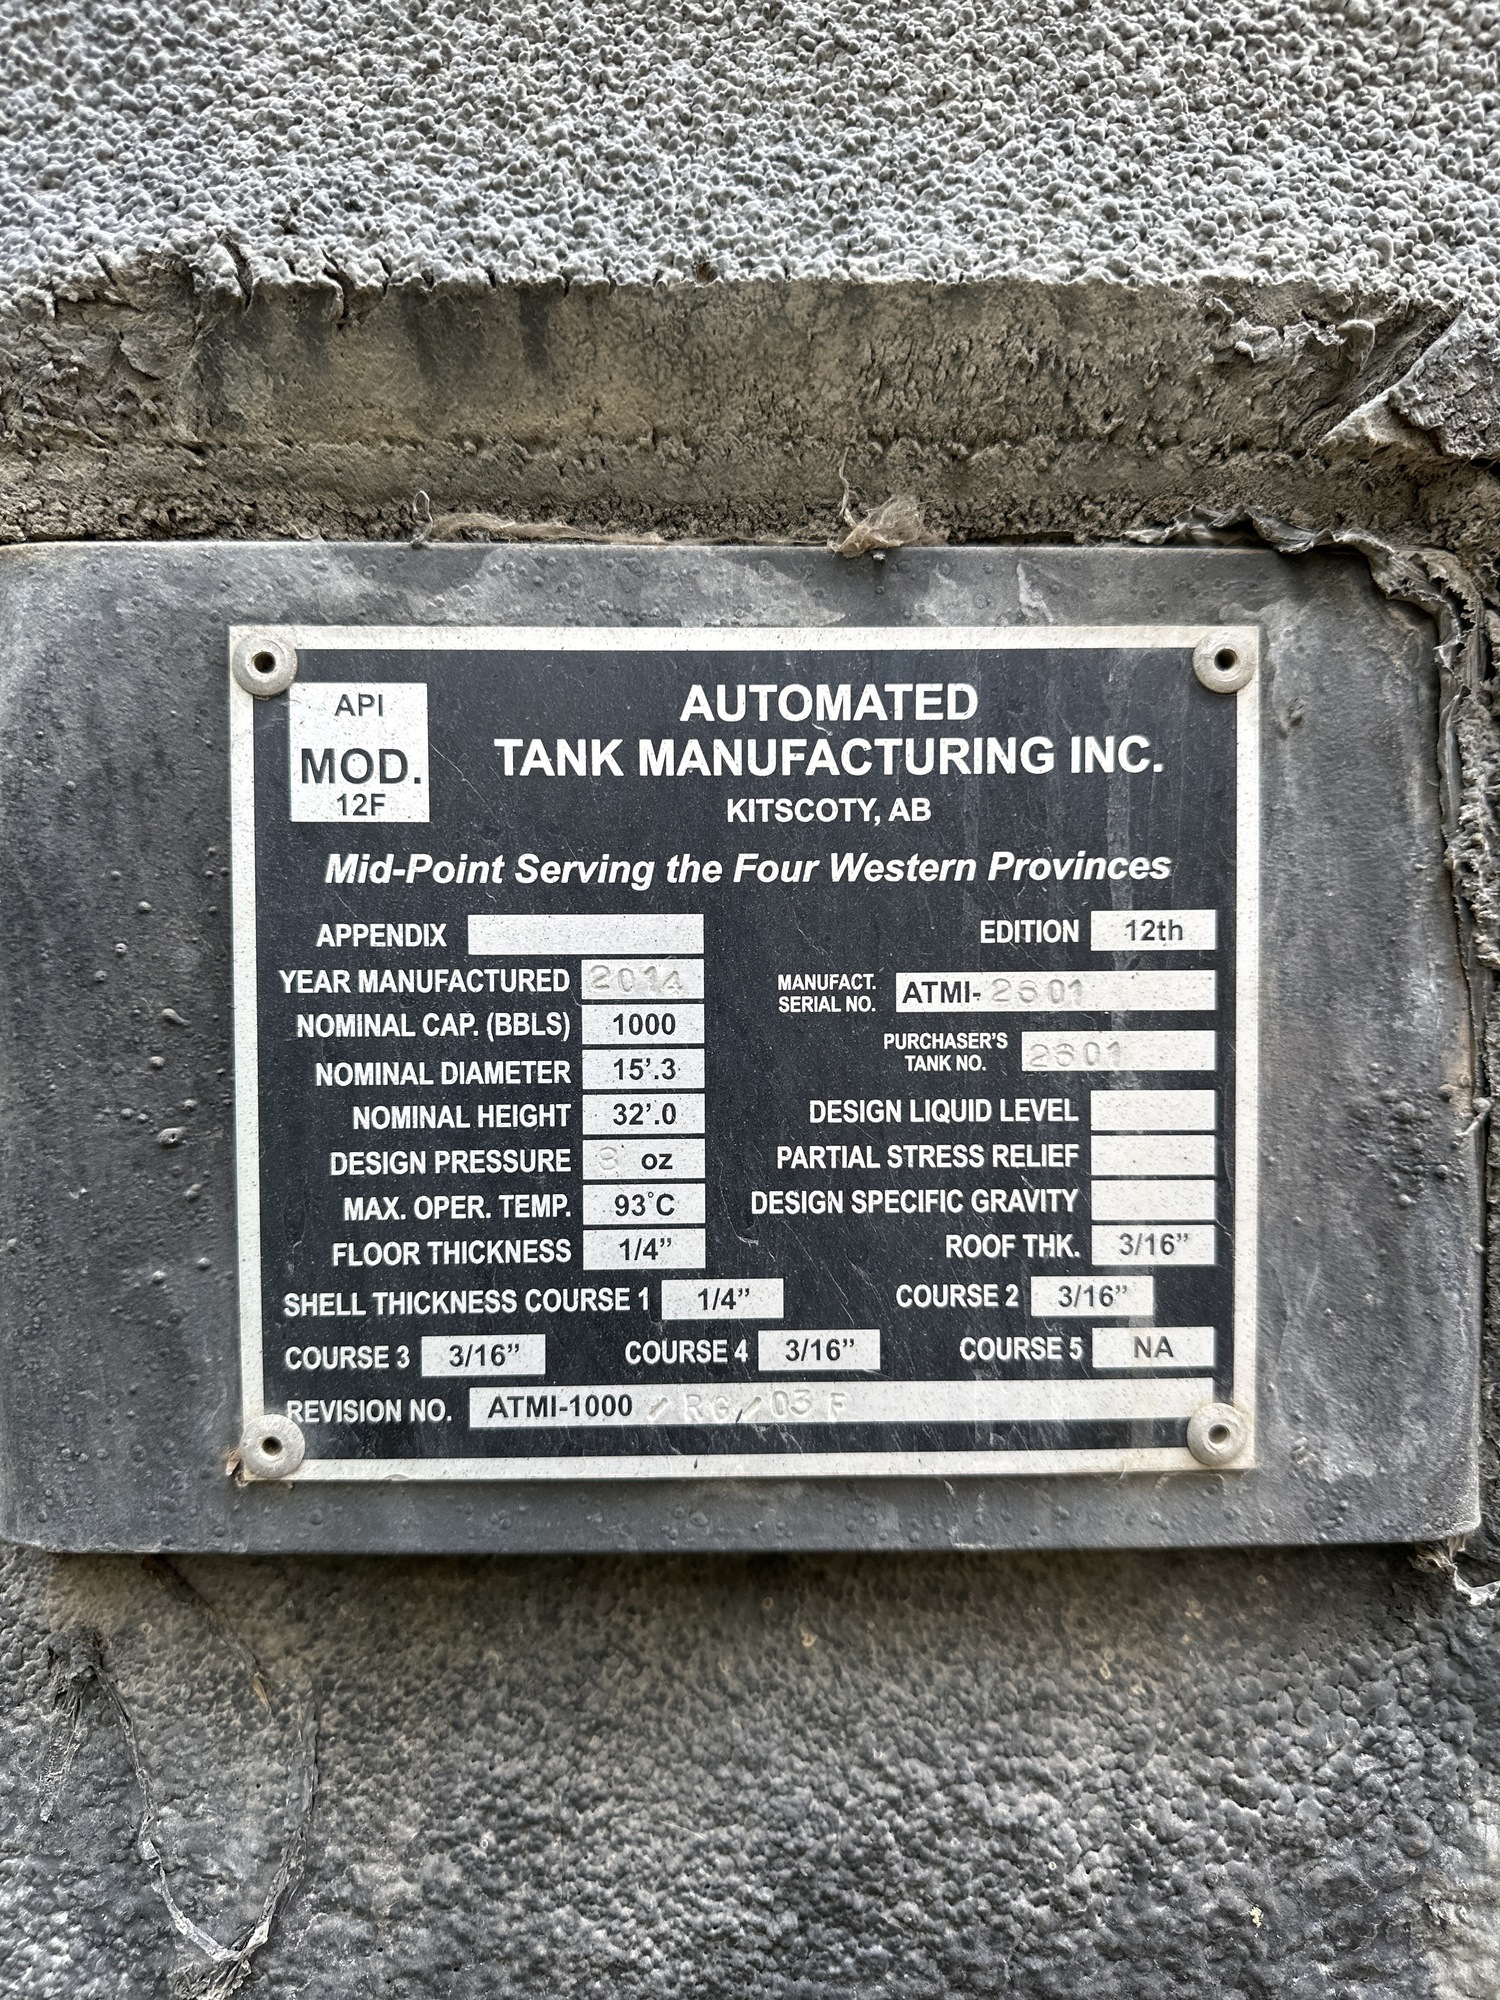 API
MOD.
12F
AUTOMATED
TANK MANUFACTURING INC.
KITSCOTY, AB
Mid-Point Serving the Four Western Provinces
APPENDIX
EDITION 12th
YEAR MANUFACTURED 2014
MANUFACT. SERIAL NO. ATMI-2601
NOMINAL CAP. (BBLS) 1000
PURCHASER'S TANK NO. 2601
NOMINAL DIAMETER 15'.3
NOMINAL HEIGHT 32'.0
DESIGN LIQUID LEVEL
DESIGN PRESSURE 8 oz
PARTIAL STRESS RELIEF
MAX. OPER. TEMP. 93°C
DESIGN SPECIFIC GRAVITY
FLOOR THICKNESS 1/4"
ROOF THK. 3/16"
SHELL THICKNESS COURSE 1 1/4" COURSE 2 3/16"
COURSE 3 3/16" COURSE 4 3/16" COURSE 5 NA
REVISION NO. ATMI-1000 /RG/03F